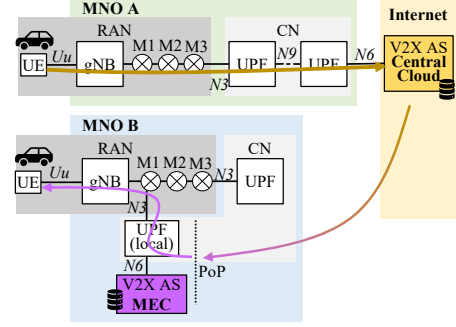 MNO A
Internet
RAN
CN
Uu
M1 M2 M3
N9
N6
UE
gNB
UPF
UPF
V2X AS
Central
Cloud
N3
MNO B
RAN
CN
Uu
M1 M2 M3
N3
UE
gNB
UPF
N3
UPF
(local)
N6
PoP
V2X AS
MEC